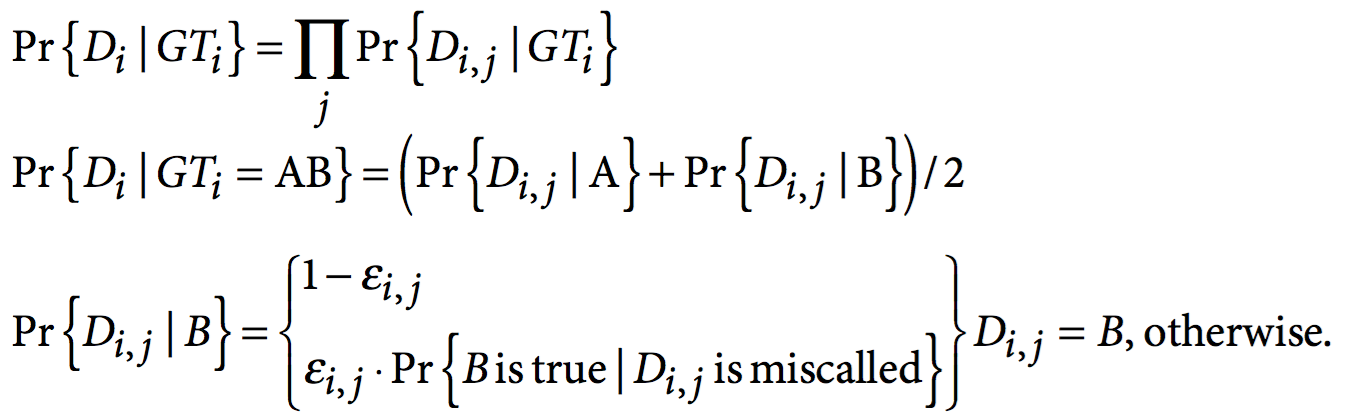 Pr{D_i | GT_i} = ∏_j Pr{D_{i,j} | GT_i}
Pr{D_i | GT_i = AB} = (Pr{D_{i,j} | A} + Pr{D_{i,j} | B}) / 2
Pr{D_{i,j} | B} = { 1 − ε_{i,j}
ε_{i,j} · Pr{B is true | D_{i,j} is miscalled} } D_{i,j} = B, otherwise.